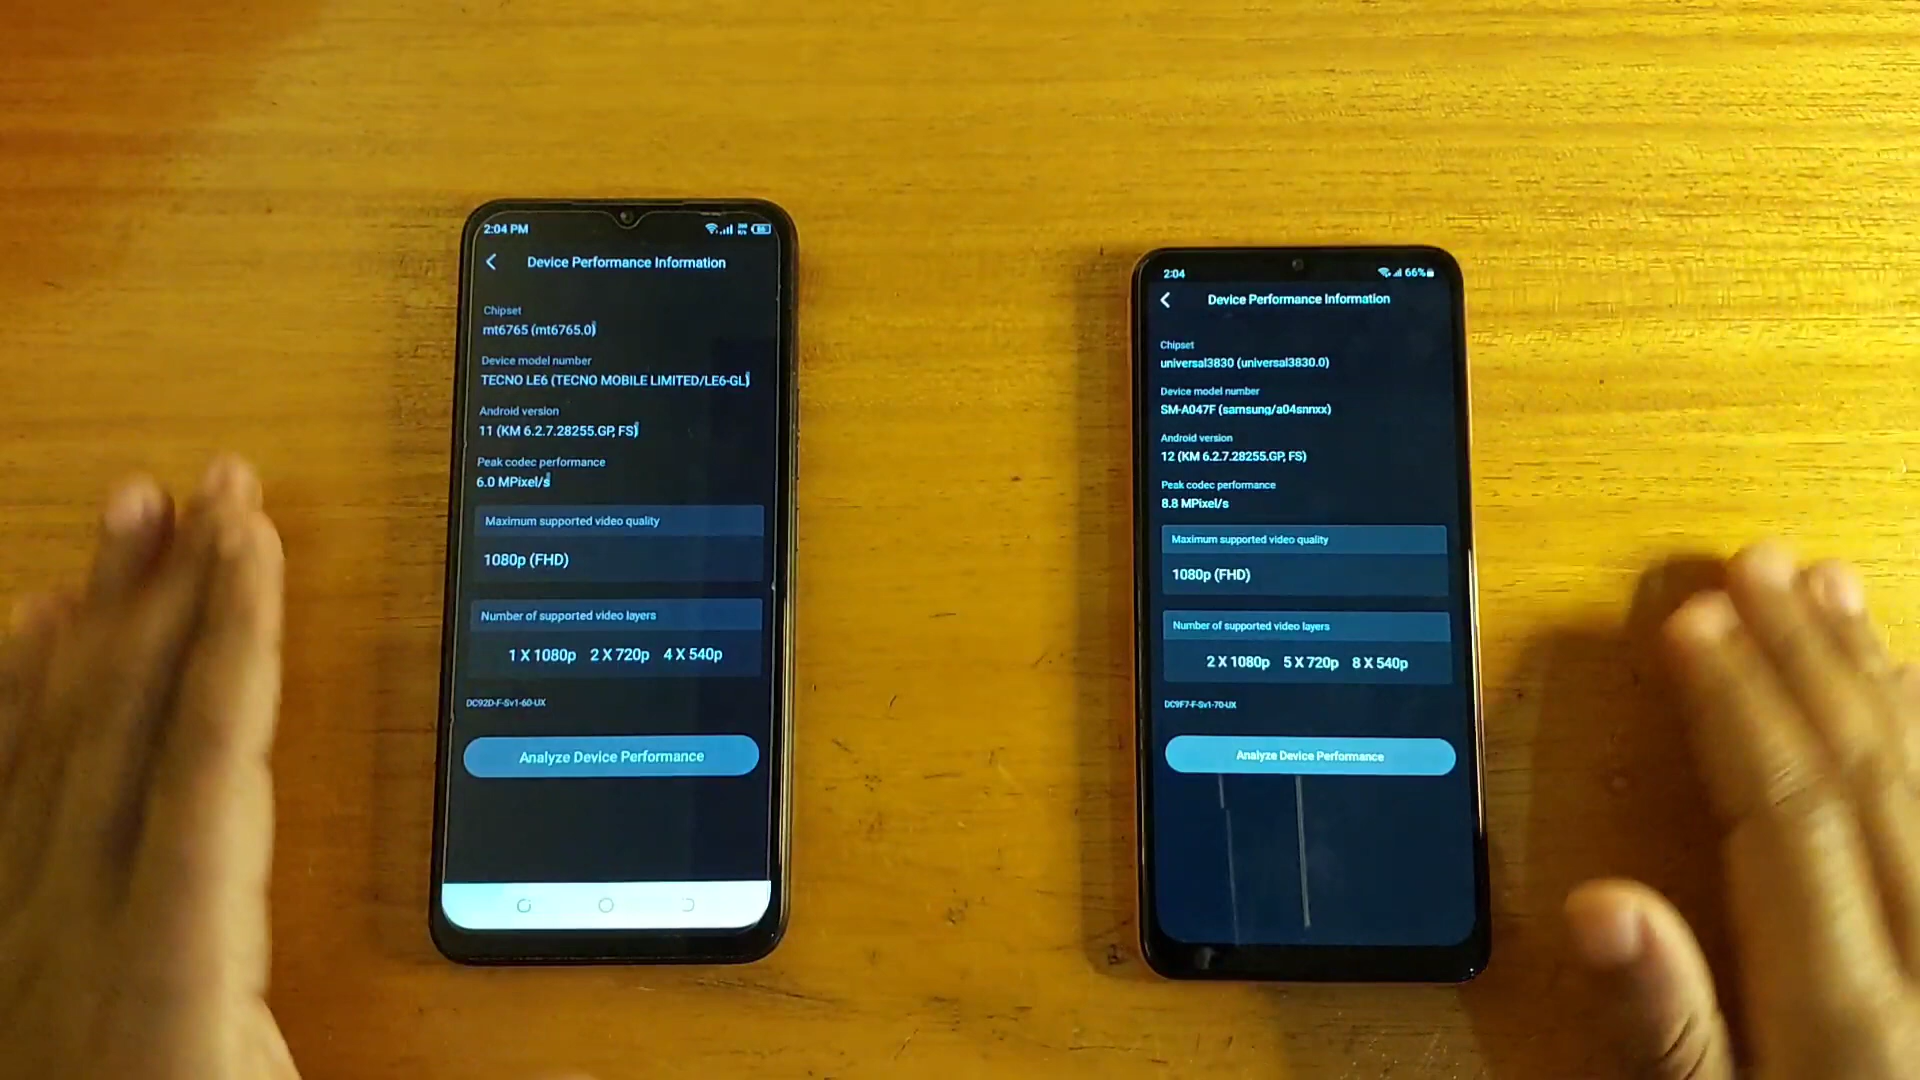 2:04 PM
Device Performance Information
Chipset
mt6765 (mt6765.0)
Device model number
TECNO LE6 (TECNO MOBILE LIMITED/LE6-GL)
Android version
11 (KM 6.2.7.28255.GP, FS)
Peak codec performance
6.0 MPixel/s
Maximum supported video quality
1080p (FHD)
Number of supported video layers
1 X 1080p 2 X 720p 4 X 540p
DC92D-F-Sv1-60-UX
Analyze Device Performance
2:04
66%
Device Performance Information
Chipset
universal3830 (universal3830.0)
Device model number
SM-A047F (samsung/a04snnxx)
Android version
12 (KM 6.2.7.28255.GP, FS)
Peak codec performance
8.8 MPixel/s
Maximum supported video quality
1080p (FHD)
Number of supported video layers
2 X 1080p 5 X 720p 8 X 540p
DC9F7-F-Sv1-70-UX
Analyze Device Performance